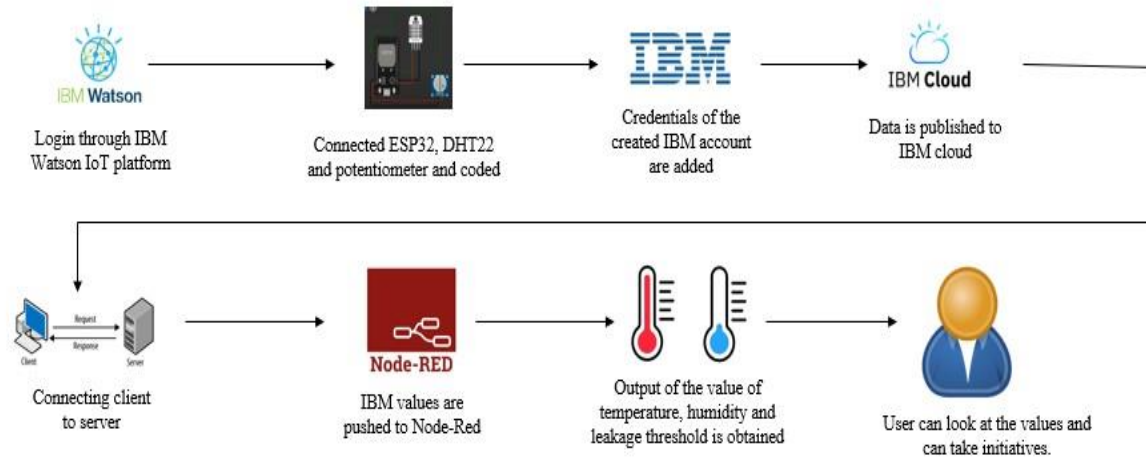 IBM Watson
Login through IBM
Watson IoT platform
Connected ESP32, DHT22
and potentiometer and coded
IBM
Credentials of the
created IBM account
are added
IBM Cloud
Data is published to
IBM cloud
Request
Response
Client
Server
Connecting client
to server
Node-RED
IBM values are
pushed to Node-Red
Output of the value of
temperature, humidity and
leakage threshold is obtained
User can look at the values and
can take initiatives.